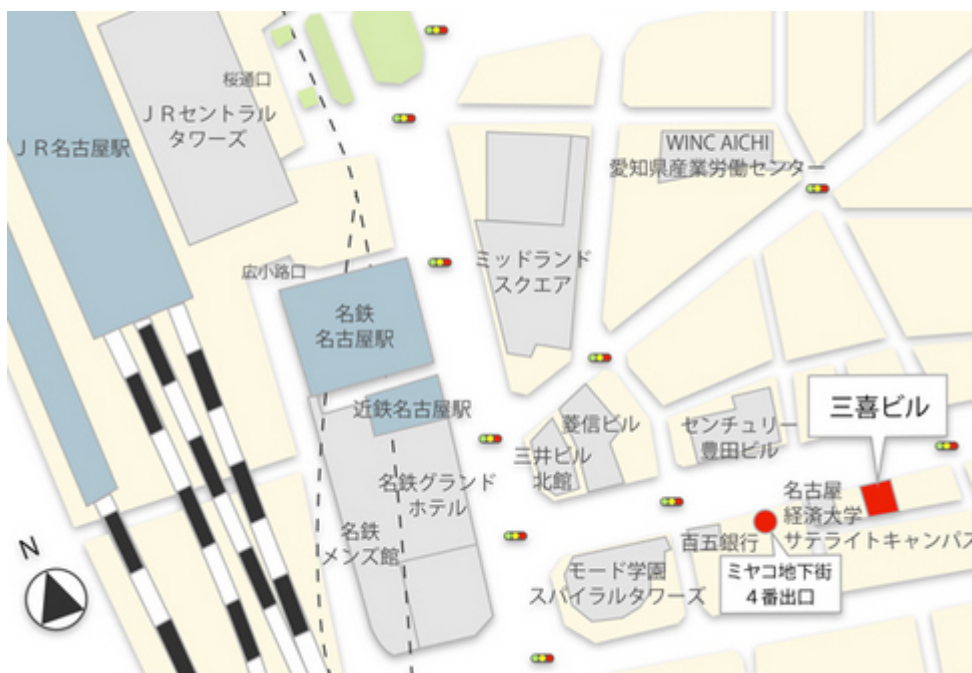 桜通口
JRセントラル
タワーズ
JR名古屋駅
WINC AICHI
愛知県産業労働センター
広小路口
ミッドランド
スクエア
名鉄
名古屋駅
近鉄名古屋駅
三喜ビル
菱信ビル
三井ビル
北館
センチュリー
豊田ビル
名鉄グランド
ホテル
名鉄
メンズ館
名古屋
経済大学
サテライトキャンパス
百五銀行
モード学園
スパイラルタワーズ
ミヤコ地下街
4番出口
N